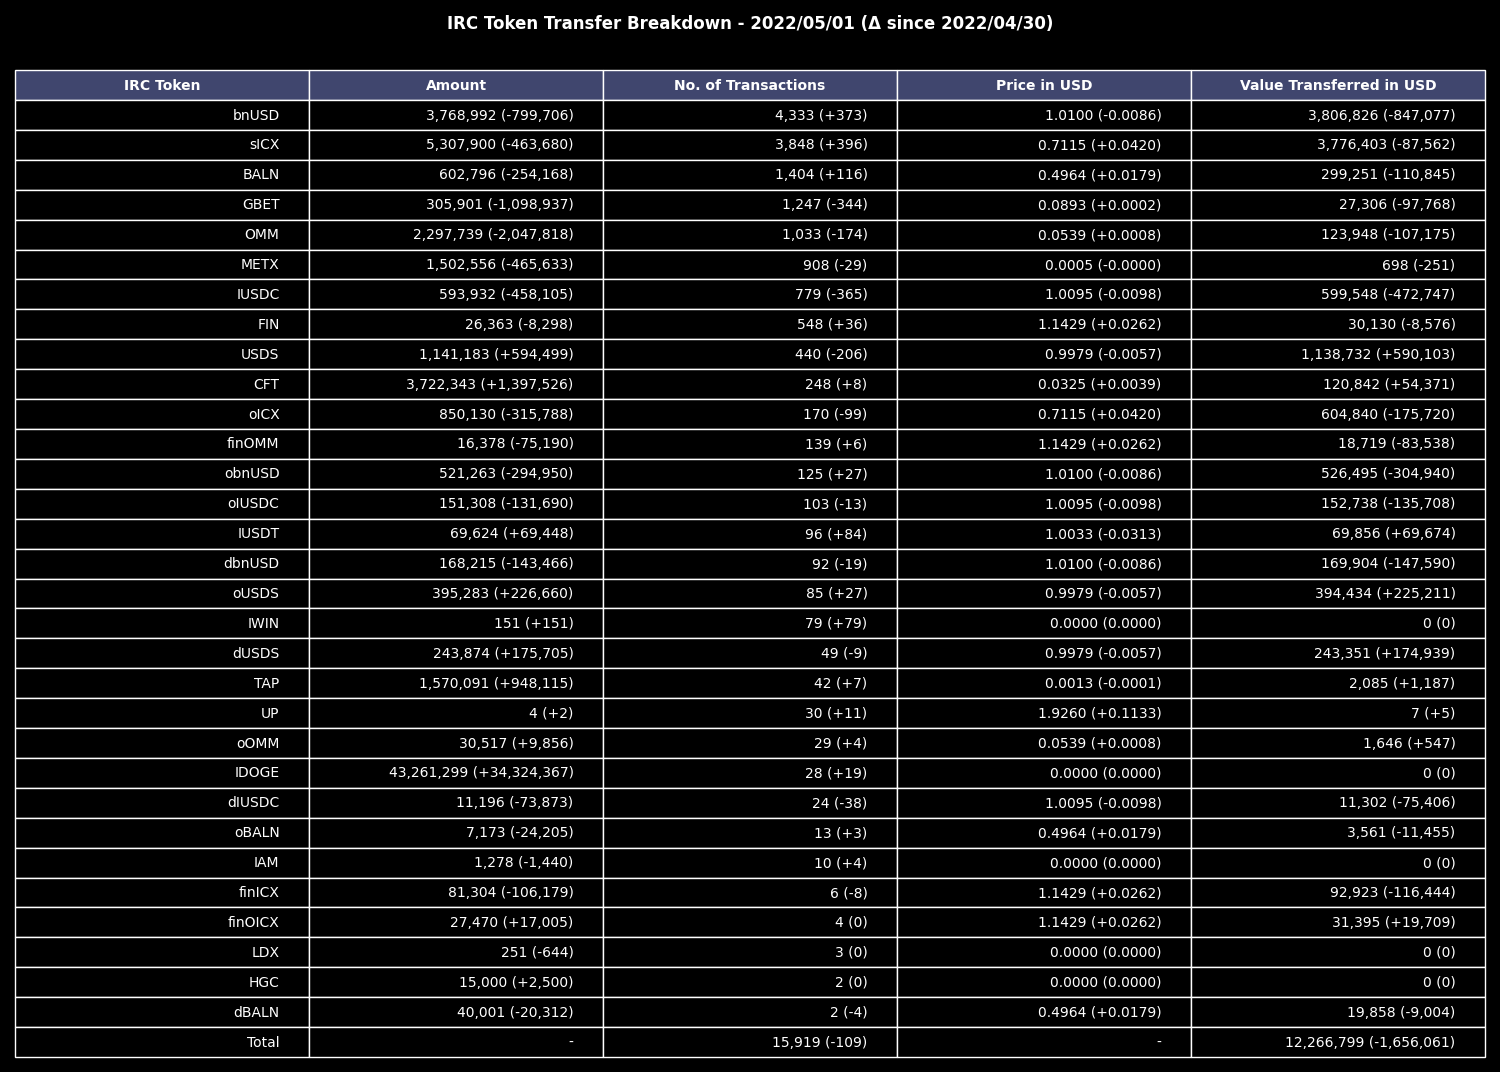 IRC Token Transfer Breakdown - 2022/05/01 (Δ since 2022/04/30)
IRC Token Amount No. of Transactions Price in USD Value Transferred in USD
bnUSD 3,768,992 (-799,706) 4,333 (+373) 1.0100 (-0.0086) 3,806,826 (-847,077)
sICX 5,307,900 (-463,680) 3,848 (+396) 0.7115 (+0.0420) 3,776,403 (-87,562)
BALN 602,796 (-254,168) 1,404 (+116) 0.4964 (+0.0179) 299,251 (-110,845)
GBET 305,901 (-1,098,937) 1,247 (-344) 0.0893 (+0.0002) 27,306 (-97,768)
OMM 2,297,739 (-2,047,818) 1,033 (-174) 0.0539 (+0.0008) 123,948 (-107,175)
METX 1,502,556 (-465,633) 908 (-29) 0.0005 (-0.0000) 698 (-251)
IUSDC 593,932 (-458,105) 779 (-365) 1.0095 (-0.0098) 599,548 (-472,747)
FIN 26,363 (-8,298) 548 (+36) 1.1429 (+0.0262) 30,130 (-8,576)
USDS 1,141,183 (+594,499) 440 (-206) 0.9979 (-0.0057) 1,138,732 (+590,103)
CFT 3,722,343 (+1,397,526) 248 (+8) 0.0325 (+0.0039) 120,842 (+54,371)
oICX 850,130 (-315,788) 170 (-99) 0.7115 (+0.0420) 604,840 (-175,720)
finOMM 16,378 (-75,190) 139 (+6) 1.1429 (+0.0262) 18,719 (-83,538)
obnUSD 521,263 (-294,950) 125 (+27) 1.0100 (-0.0086) 526,495 (-304,940)
oIUSDC 151,308 (-131,690) 103 (-13) 1.0095 (-0.0098) 152,738 (-135,708)
IUSDT 69,624 (+69,448) 96 (+84) 1.0033 (-0.0313) 69,856 (+69,674)
dbnUSD 168,215 (-143,466) 92 (-19) 1.0100 (-0.0086) 169,904 (-147,590)
oUSDS 395,283 (+226,660) 85 (+27) 0.9979 (-0.0057) 394,434 (+225,211)
IWIN 151 (+151) 79 (+79) 0.0000 (0.0000) 0 (0)
dUSDS 243,874 (+175,705) 49 (-9) 0.9979 (-0.0057) 243,351 (+174,939)
TAP 1,570,091 (+948,115) 42 (+7) 0.0013 (-0.0001) 2,085 (+1,187)
UP 4 (+2) 30 (+11) 1.9260 (+0.1133) 7 (+5)
oOMM 30,517 (+9,856) 29 (+4) 0.0539 (+0.0008) 1,646 (+547)
IDOGE 43,261,299 (+34,324,367) 28 (+19) 0.0000 (0.0000) 0 (0)
dIUSDC 11,196 (-73,873) 24 (-38) 1.0095 (-0.0098) 11,302 (-75,406)
oBALN 7,173 (-24,205) 13 (+3) 0.4964 (+0.0179) 3,561 (-11,455)
IAM 1,278 (-1,440) 10 (+4) 0.0000 (0.0000) 0 (0)
finICX 81,304 (-106,179) 6 (-8) 1.1429 (+0.0262) 92,923 (-116,444)
finOICX 27,470 (+17,005) 4 (0) 1.1429 (+0.0262) 31,395 (+19,709)
LDX 251 (-644) 3 (0) 0.0000 (0.0000) 0 (0)
HGC 15,000 (+2,500) 2 (0) 0.0000 (0.0000) 0 (0)
dBALN 40,001 (-20,312) 2 (-4) 0.4964 (+0.0179) 19,858 (-9,004)
Total - 15,919 (-109) - 12,266,799 (-1,656,061)